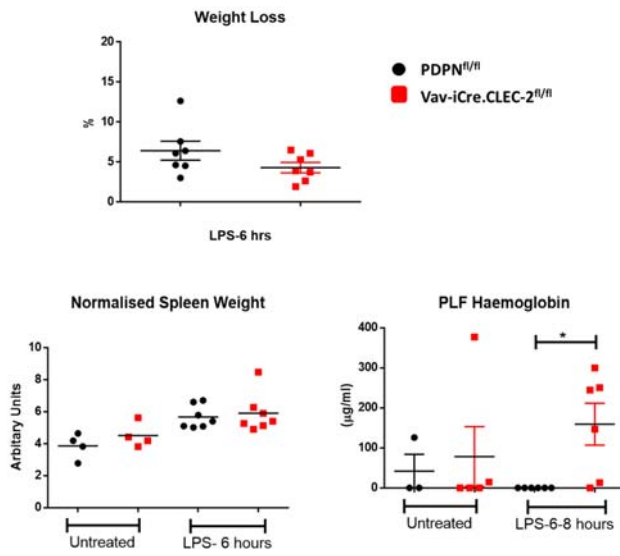 Weight Loss
20
15
10
5
0
%
LPS-6 hrs
PDPNfl/fl
Vav-iCre.CLEC-2fl/fl
Normalised Spleen Weight
10
8
6
4
2
0
Arbitary Units
Untreated
LPS- 6 hours
PLF Haemoglobin
400
300
200
100
0
(µg/ml)
*
Untreated
LPS-6-8 hours